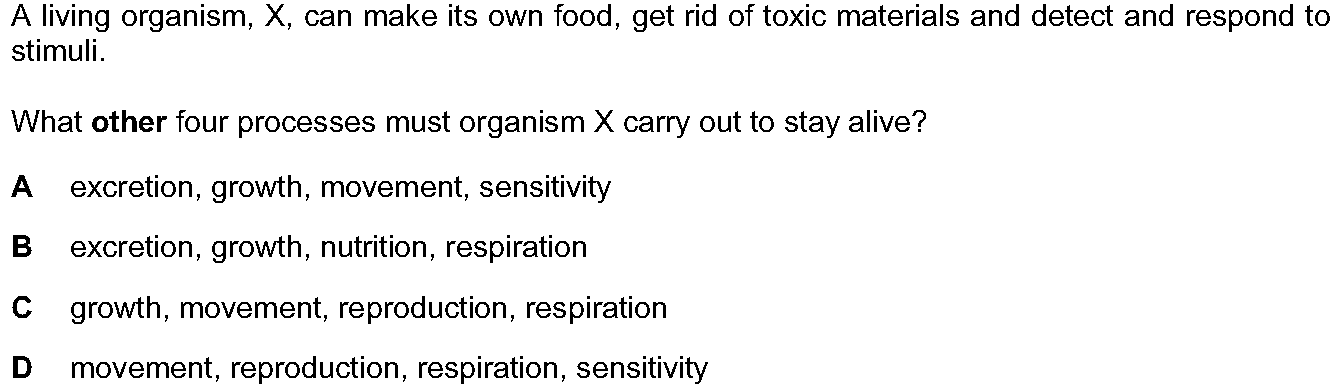 A living organism, X, can make its own food, get rid of toxic materials and detect and respond to
stimuli.
What other four processes must organism X carry out to stay alive?
A excretion, growth, movement, sensitivity
B excretion, growth, nutrition, respiration
C growth, movement, reproduction, respiration
D movement, reproduction, respiration, sensitivity